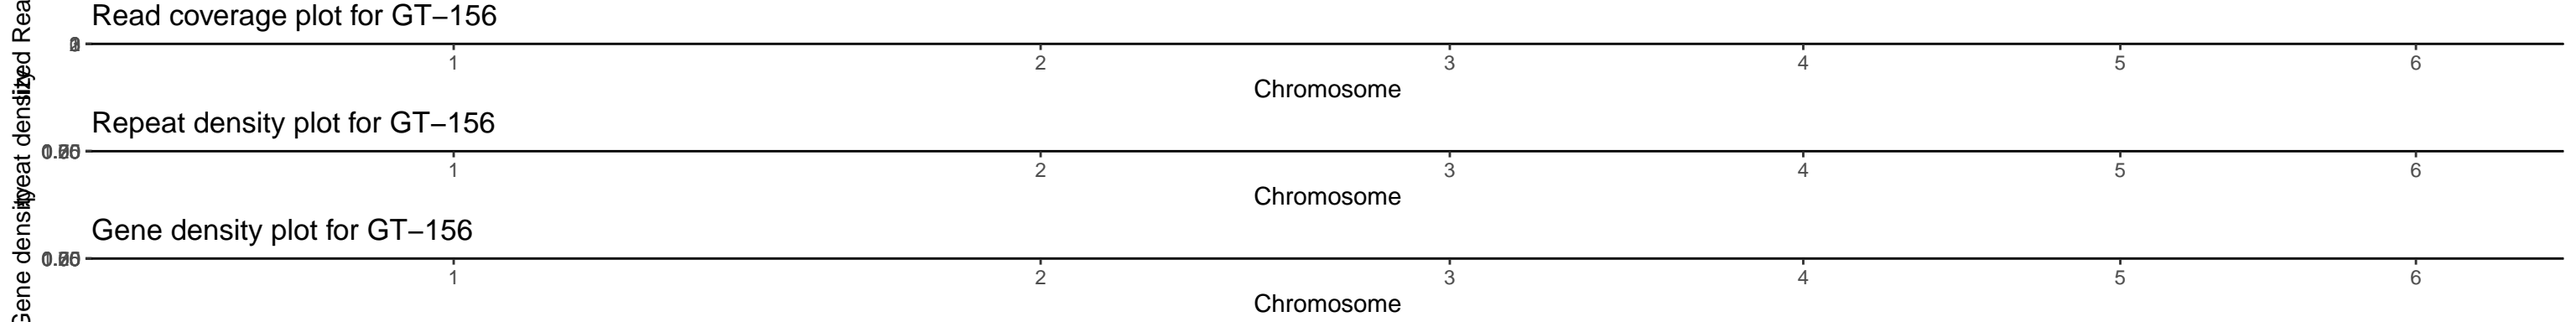 Read coverage plot for GT–156
1 2 3 4 5 6
Chromosome
Repeat density plot for GT–156
1 2 3 4 5 6
Chromosome
Gene density plot for GT–156
1 2 3 4 5 6
Chromosome
Gene density